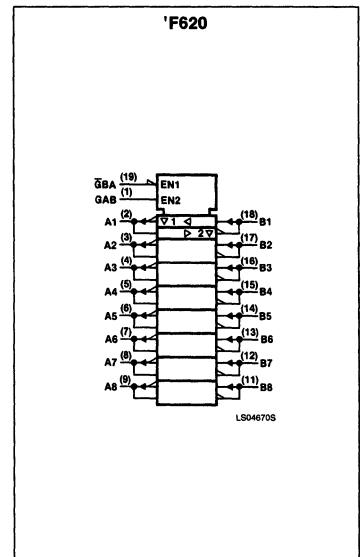 'F620
G̅BA (19) EN1
GAB (1) EN2
A1 (2) ▽ 1 ◁ (18) B1
▷ 2 ▽
A2 (3) (17) B2
A3 (4) (16) B3
A4 (5) (15) B4
A5 (6) (14) B5
A6 (7) (13) B6
A7 (8) (12) B7
A8 (9) (11) B8
LS04670S